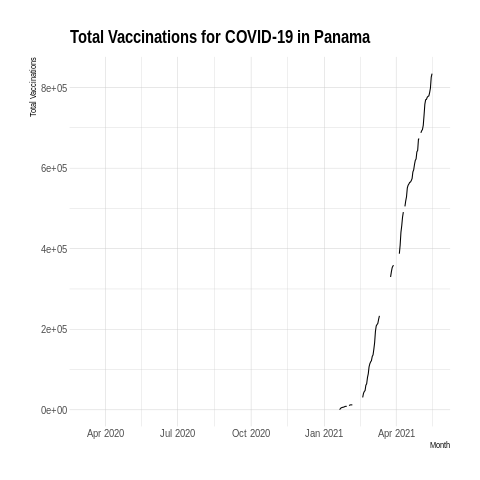 Total Vaccinations for COVID-19 in Panama
Total Vaccinations
8e+05
6e+05
4e+05
2e+05
0e+00
Apr 2020 Jul 2020 Oct 2020 Jan 2021 Apr 2021
Month